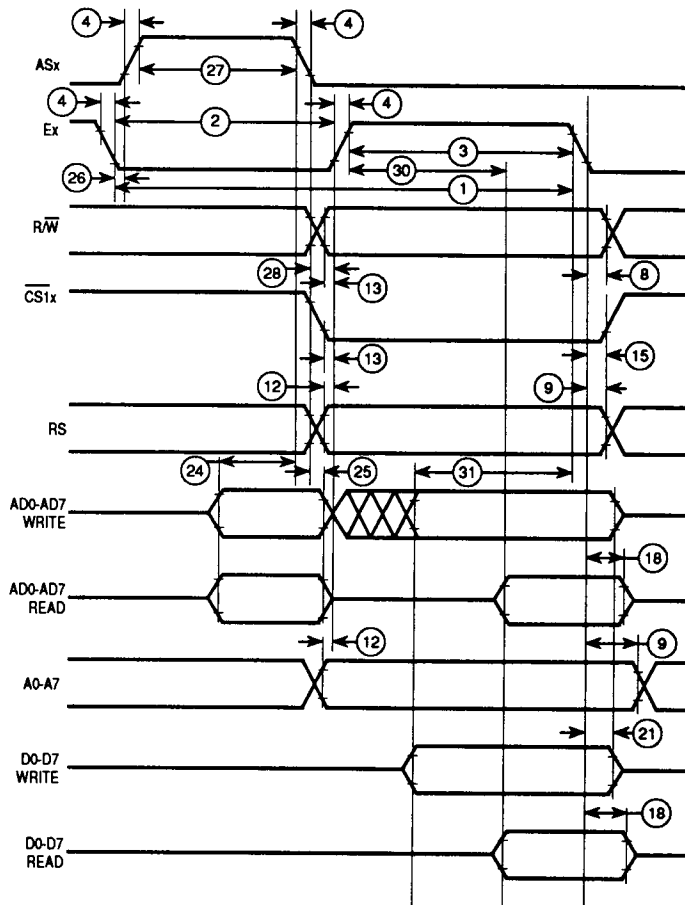 4 4
ASx 27
4 4
Ex 2
3
30
26 1
R/W̅
28 13 8
C̅S̅1̅x̅
13 15
12 9
RS
24 25 31
AD0-AD7
WRITE
18
AD0-AD7
READ
12 9
A0-A7
21
D0-D7
WRITE
18
D0-D7
READ